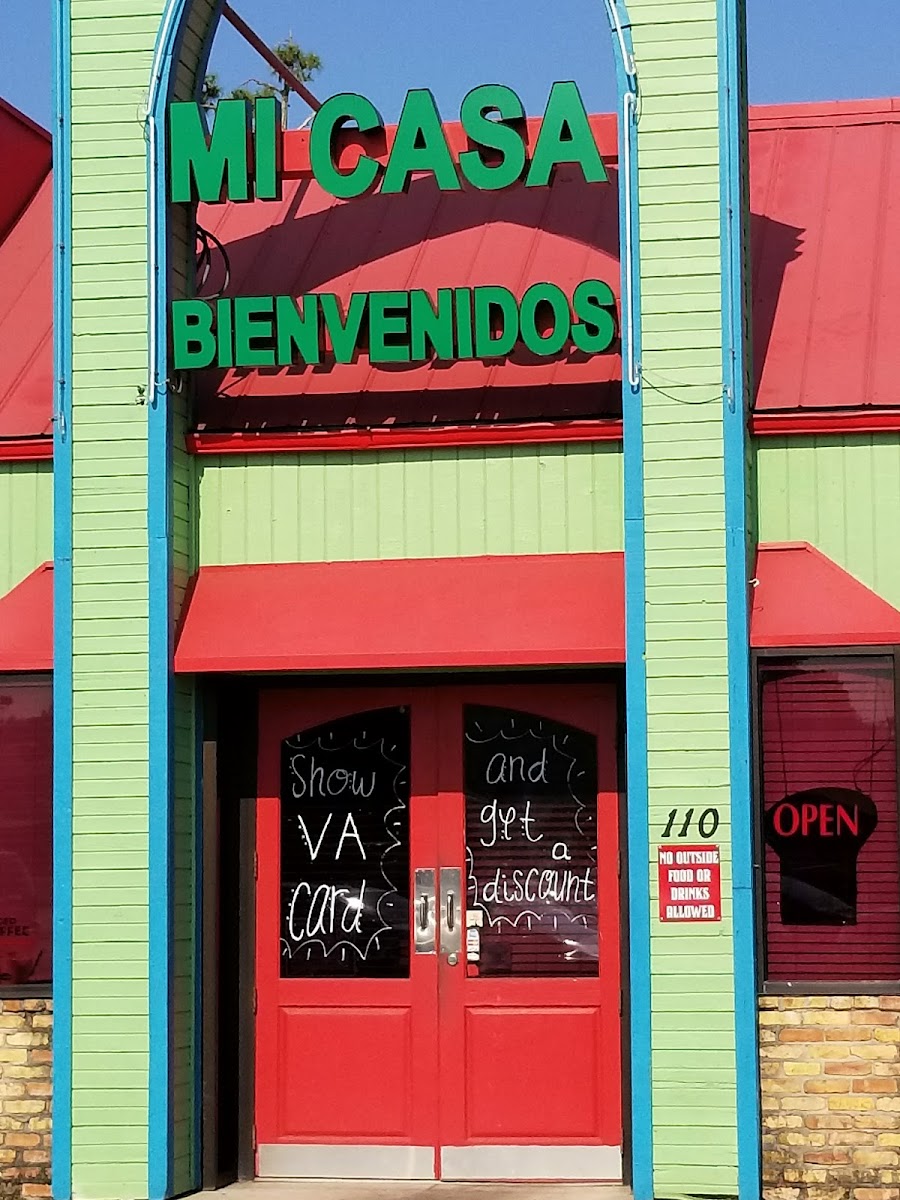 MI CASA
BIENVENIDOS
Show
VA
card
and
get
a
discount
110
NO OUTSIDE
FOOD OR
DRINKS
ALLOWED
OPEN